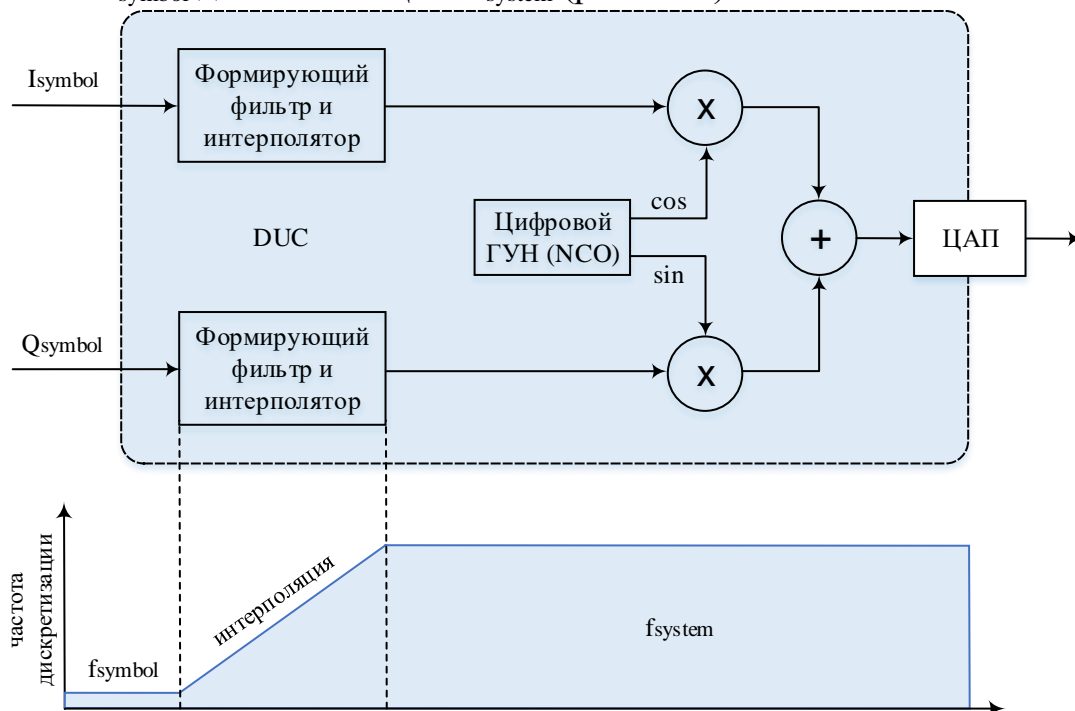 Isymbol
Формирующий
фильтр и
интерполятор
X
cos
Цифровой
ГУН (NCO)
sin
DUC
+
ЦАП
Qsymbol
Формирующий
фильтр и
интерполятор
X
частота
дискретизации
fsymbol
интерполяция
fsystem